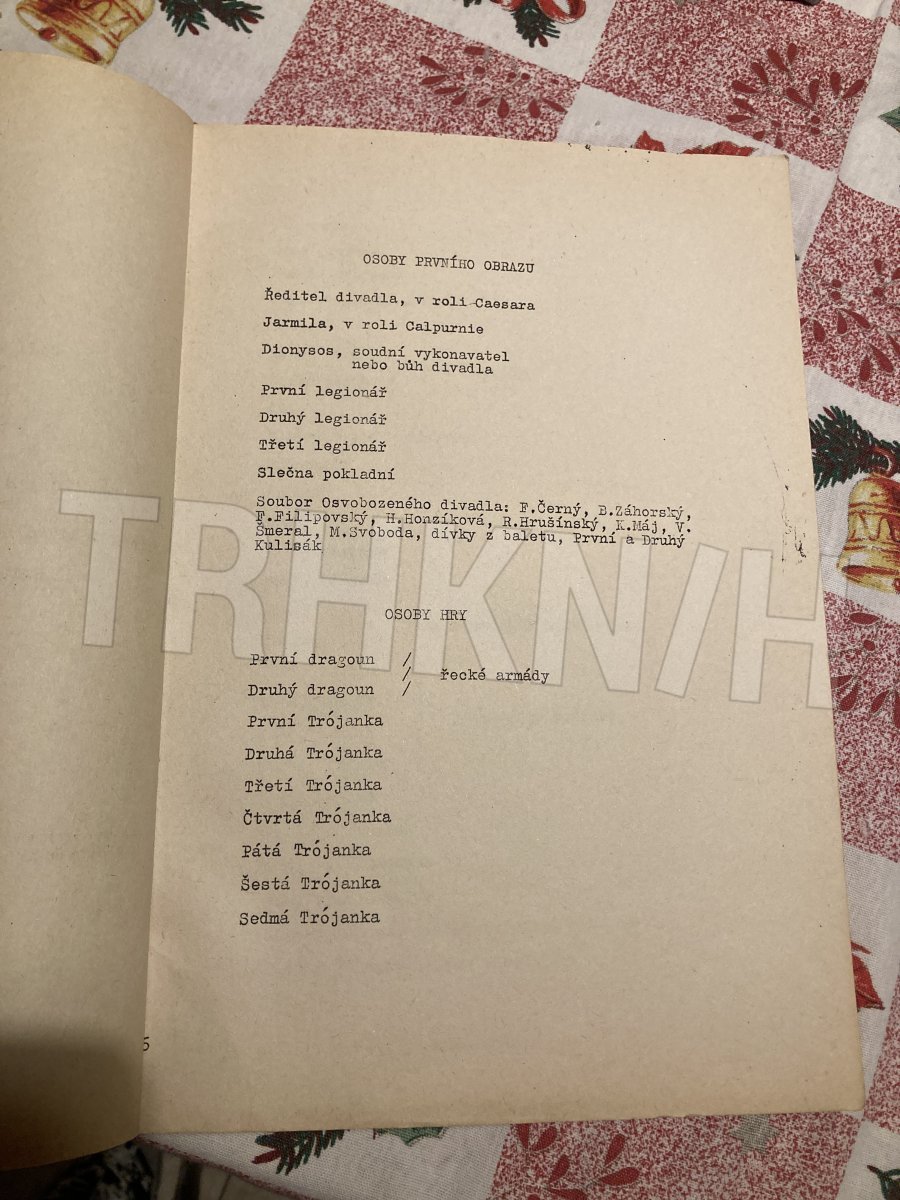 OSOBY PRVNÍHO OBRAZU
Ředitel divadla, v roli Caesara
Jarmila, v roli Calpurnie
Dionysos, soudní vykonavatel
nebo bůh divadla
První legionář
Druhý legionář
Třetí legionář
Slečna pokladní
Soubor Osvobozeného divadla: F.Černý, B.Záhorský,
F.Filipovský, H.Honzíková, R.Hrušínský, K.Máj, V.
Šmeral, M.Svoboda, dívky z baletu, První a Druhý
Kulisák
OSOBY HRY
První dragoun /
/ řecké armády
Druhý dragoun /
První Trójanka
Druhá Trójanka
Třetí Trójanka
Čtvrtá Trójanka
Pátá Trójanka
Šestá Trójanka
Sedmá Trójanka
5
TRHKN/H